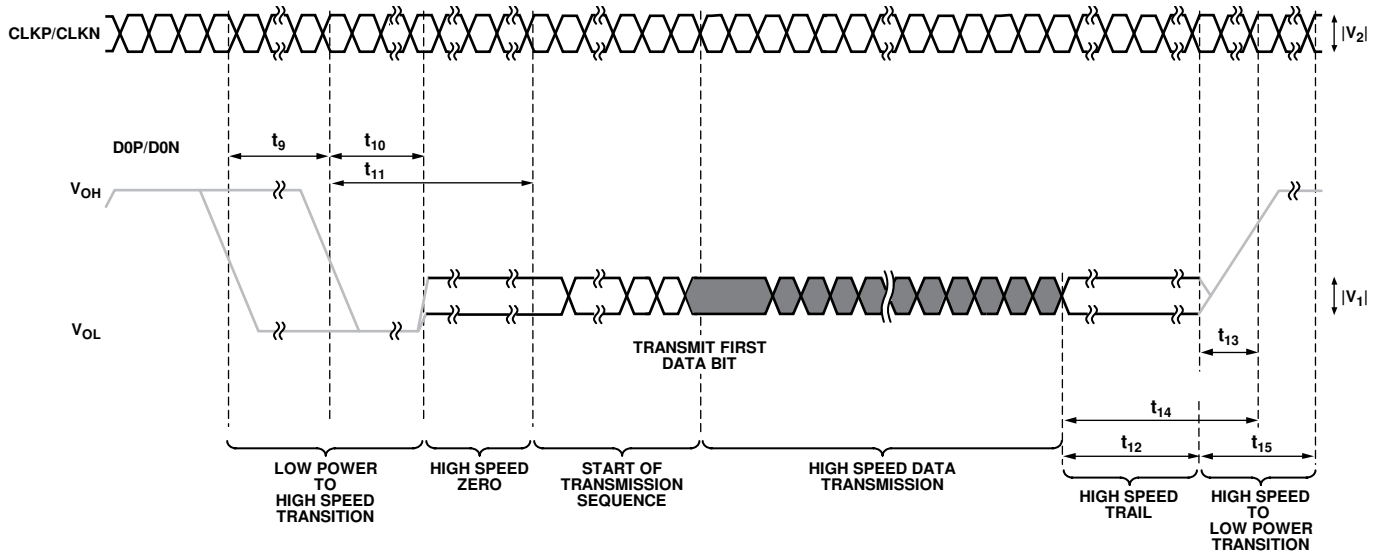 CLKP/CLKN
|V2|
D0P/D0N
t9
t10
t11
VOH
VOL
|V1|
TRANSMIT FIRST
DATA BIT
t13
t14
t12
t15
LOW POWER
TO
HIGH SPEED
TRANSITION
HIGH SPEED
ZERO
START OF
TRANSMISSION
SEQUENCE
HIGH SPEED DATA
TRANSMISSION
HIGH SPEED
TRAIL
HIGH SPEED
TO
LOW POWER
TRANSITION